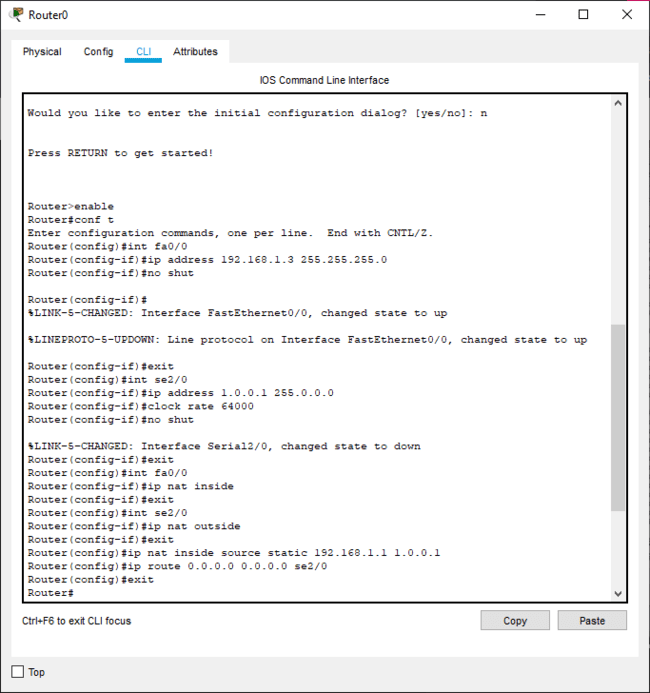 Router0
Physical Config CLI Attributes
IOS Command Line Interface
Would you like to enter the initial configuration dialog? [yes/no]: n
Press RETURN to get started!
Router>enable
Router#conf t
Enter configuration commands, one per line.  End with CNTL/Z.
Router(config)#int fa0/0
Router(config-if)#ip address 192.168.1.3 255.255.255.0
Router(config-if)#no shut
Router(config-if)#
%LINK-5-CHANGED: Interface FastEthernet0/0, changed state to up
%LINEPROTO-5-UPDOWN: Line protocol on Interface FastEthernet0/0, changed state to up
Router(config-if)#exit
Router(config)#int se2/0
Router(config-if)#ip address 1.0.0.1 255.0.0.0
Router(config-if)#clock rate 64000
Router(config-if)#no shut
%LINK-5-CHANGED: Interface Serial2/0, changed state to down
Router(config-if)#exit
Router(config)#int fa0/0
Router(config-if)#ip nat inside
Router(config-if)#exit
Router(config)#int se2/0
Router(config-if)#ip nat outside
Router(config-if)#exit
Router(config)#ip nat inside source static 192.168.1.1 1.0.0.1
Router(config)#ip route 0.0.0.0 0.0.0.0 se2/0
Router(config)#exit
Router#
Ctrl+F6 to exit CLI focus
Copy Paste
Top